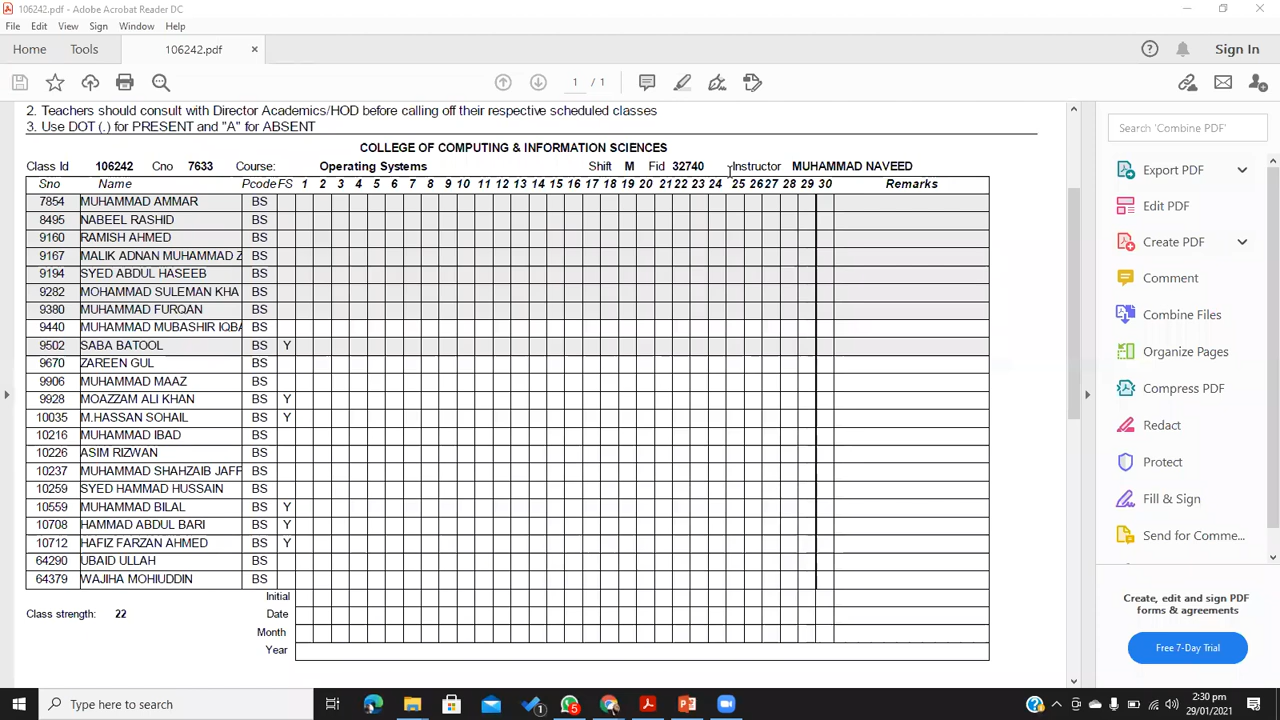 106242.pdf - Adobe Acrobat Reader DC
File Edit View Sign Window Help
Home Tools 106242.pdf × Sign In
1 / 1
2. Teachers should consult with Director Academics/HOD before calling off their respective scheduled classes
3. Use DOT (.) for PRESENT and "A" for ABSENT
COLLEGE OF COMPUTING & INFORMATION SCIENCES
Class Id 106242 Cno 7633 Course: Operating Systems Shift M Fid 32740 Instructor MUHAMMAD NAVEED
Sno Name Pcode FS 1 2 3 4 5 6 7 8 9 10 11 12 13 14 15 16 17 18 19 20 21 22 23 24 25 26 27 28 29 30 Remarks
7854 MUHAMMAD AMMAR BS
8495 NABEEL RASHID BS
9160 RAMISH AHMED BS
9167 MALIK ADNAN MUHAMMAD Z BS
9194 SYED ABDUL HASEEB BS
9282 MOHAMMAD SULEMAN KHA BS
9380 MUHAMMAD FURQAN BS
9440 MUHAMMAD MUBASHIR IQBA BS
9502 SABA BATOOL BS Y
9670 ZAREEN GUL BS
9906 MUHAMMAD MAAZ BS
9928 MOAZZAM ALI KHAN BS Y
10035 M.HASSAN SOHAIL BS Y
10216 MUHAMMAD IBAD BS
10226 ASIM RIZWAN BS
10237 MUHAMMAD SHAHZAIB JAFF BS
10259 SYED HAMMAD HUSSAIN BS
10559 MUHAMMAD BILAL BS Y
10708 HAMMAD ABDUL BARI BS Y
10712 HAFIZ FARZAN AHMED BS Y
64290 UBAID ULLAH BS
64379 WAJIHA MOHIUDDIN BS
Initial
Class strength: 22 Date
Month
Year
Search 'Combine PDF'
Export PDF
Edit PDF
Create PDF
Comment
Combine Files
Organize Pages
Compress PDF
Redact
Protect
Fill & Sign
Send for Comme...
Create, edit and sign PDF
forms & agreements
Free 7-Day Trial
Type here to search
1
5
2:30 pm
29/01/2021